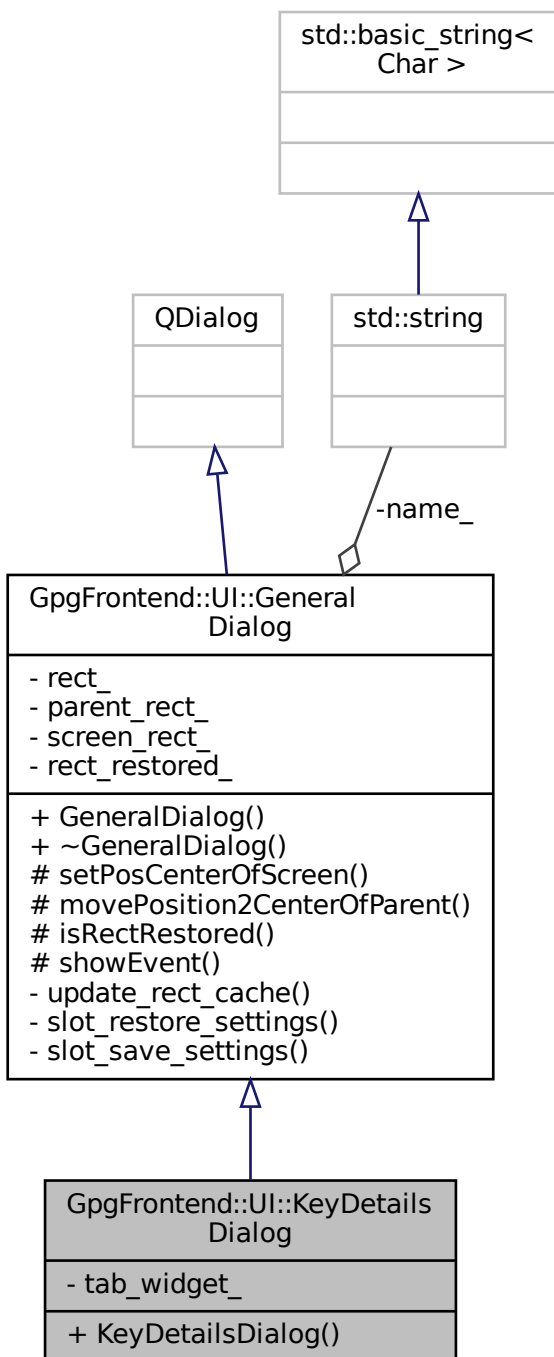 std::basic_string<
Char >
QDialog
std::string
-name_
GpgFrontend::UI::General
Dialog
- rect_
- parent_rect_
- screen_rect_
- rect_restored_
+ GeneralDialog()
+ ~GeneralDialog()
# setPosCenterOfScreen()
# movePosition2CenterOfParent()
# isRectRestored()
# showEvent()
- update_rect_cache()
- slot_restore_settings()
- slot_save_settings()
GpgFrontend::UI::KeyDetails
Dialog
- tab_widget_
+ KeyDetailsDialog()